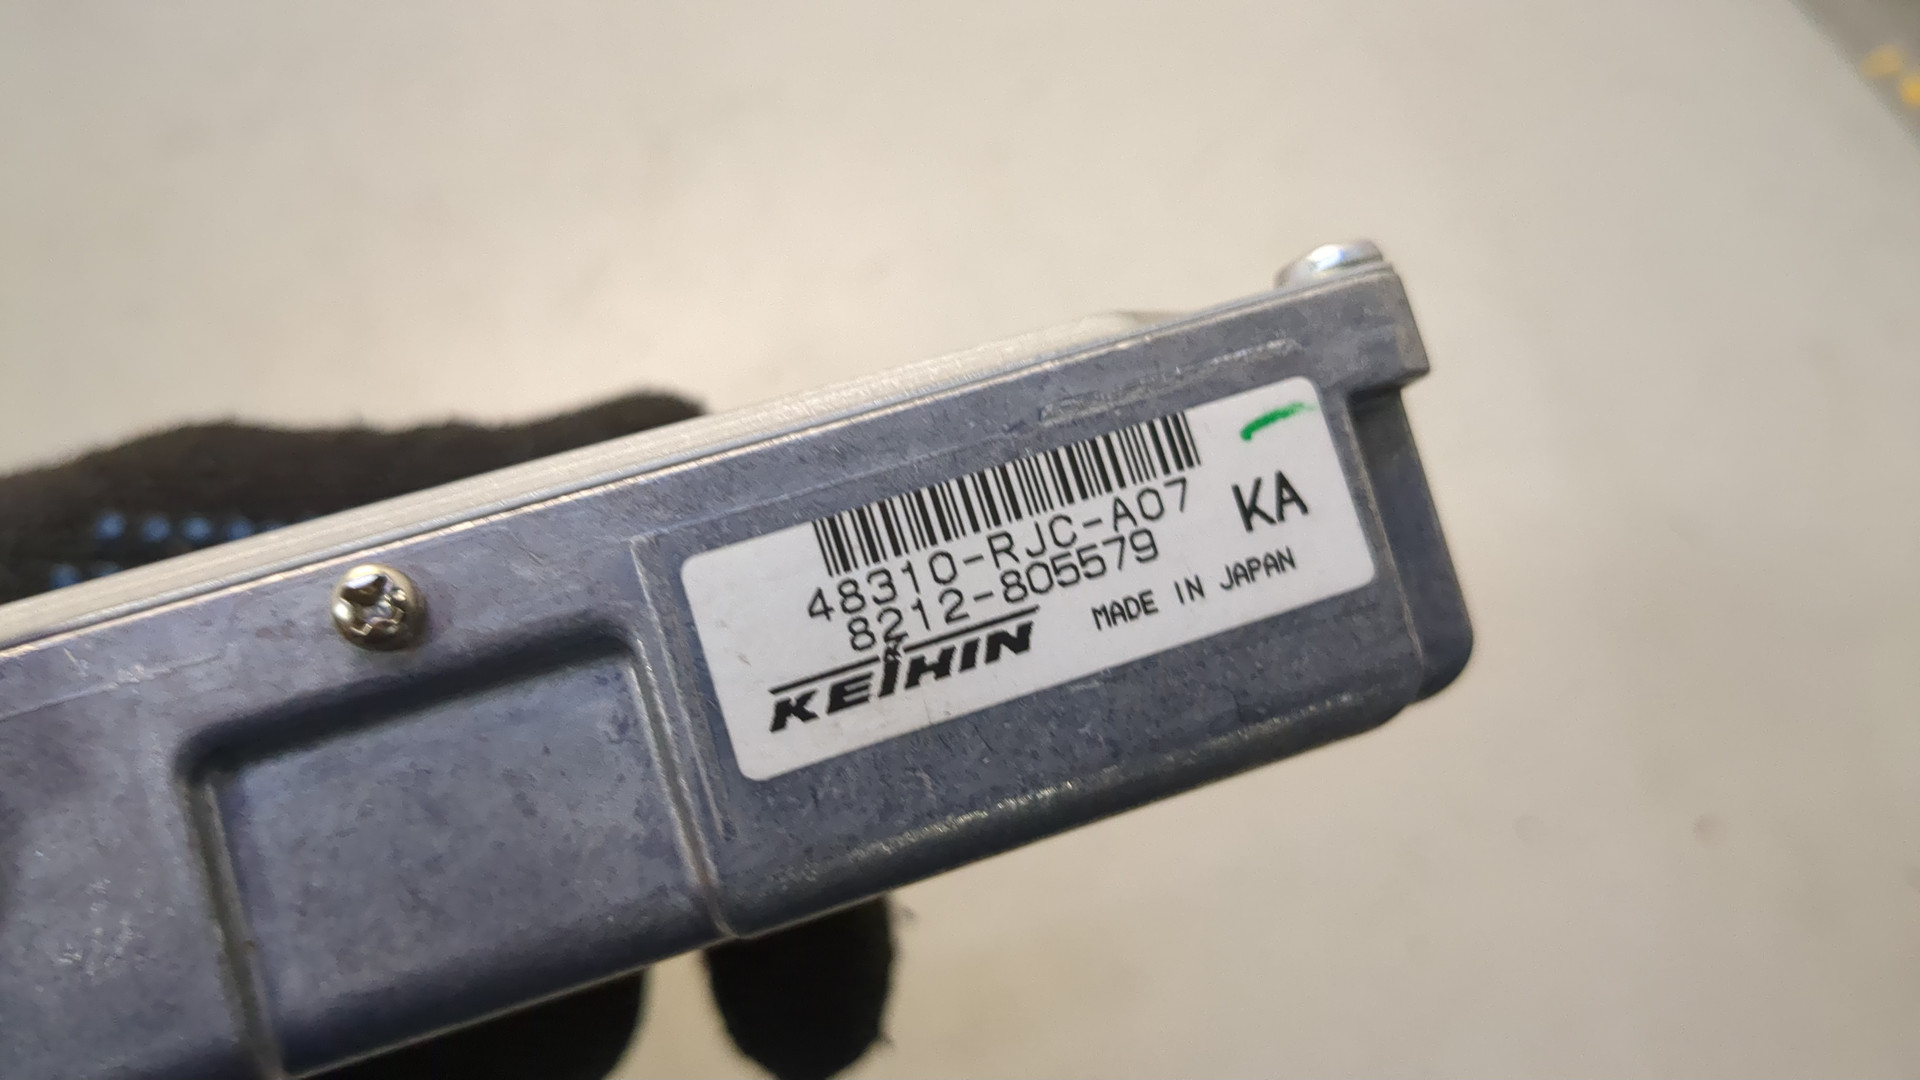 48310-RJC-A07
8212-805579
KA
KEIHIN
MADE IN JAPAN